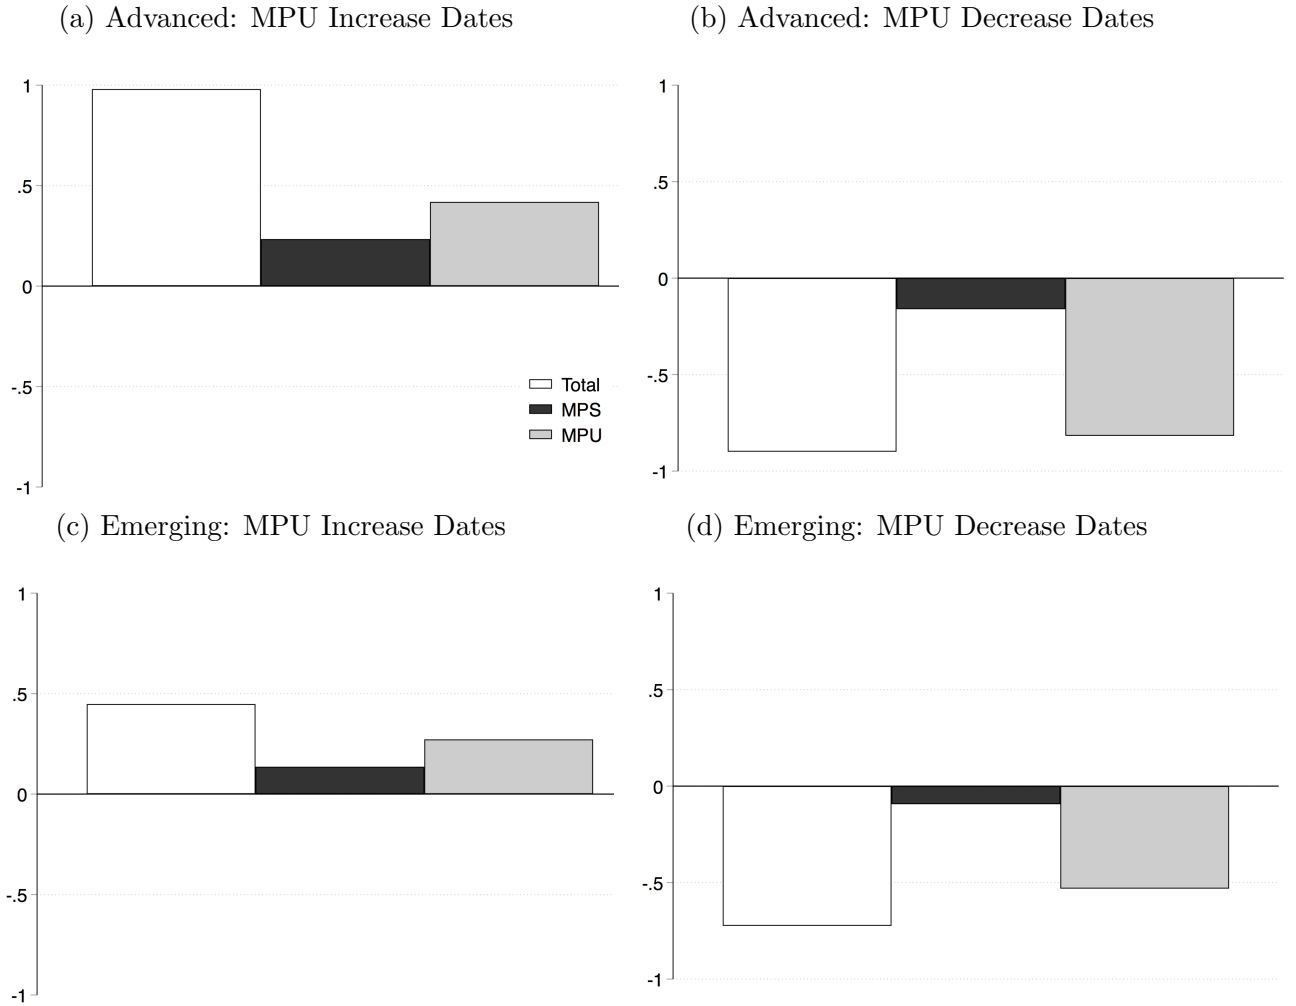 (a) Advanced: MPU Increase Dates
1
.5
0
-.5
-1
Total
MPS
MPU
(b) Advanced: MPU Decrease Dates
1
.5
0
-.5
-1
(c) Emerging: MPU Increase Dates
1
.5
0
-.5
-1
(d) Emerging: MPU Decrease Dates
1
.5
0
-.5
-1